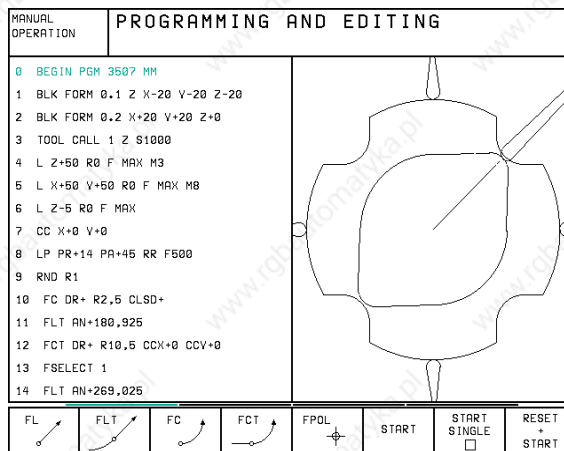 MANUAL OPERATION
PROGRAMMING AND EDITING
0 BEGIN PGM 3507 MM
1 BLK FORM 0.1 Z X-20 V-20 Z-20
2 BLK FORM 0.2 X+20 V+20 Z+0
3 TOOL CALL 1 Z S1000
4 L Z+50 R0 F MAX M3
5 L X+50 V+50 R0 F MAX M8
6 L Z-5 R0 F MAX
7 CC X+0 V+0
8 LP PR+14 PA+45 RR F500
9 RND R1
10 FC DR+ R2,5 CLSD+
11 FLT AN+180,925
12 FCT DR+ R10,5 CCX+0 CCV+0
13 FSELECT 1
14 FLT AN+269,025
FL
FLT
FC
FCT
FPOL
START
START SINGLE
RESET + START
www.rgbautomatyka.pl